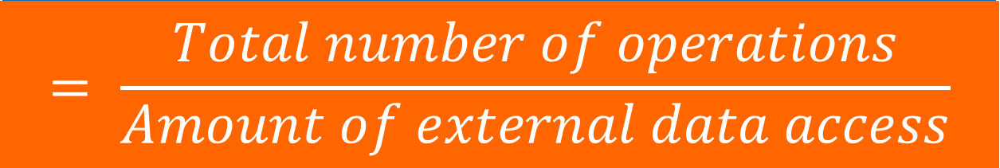 Total number of operations
=
Amount of external data access